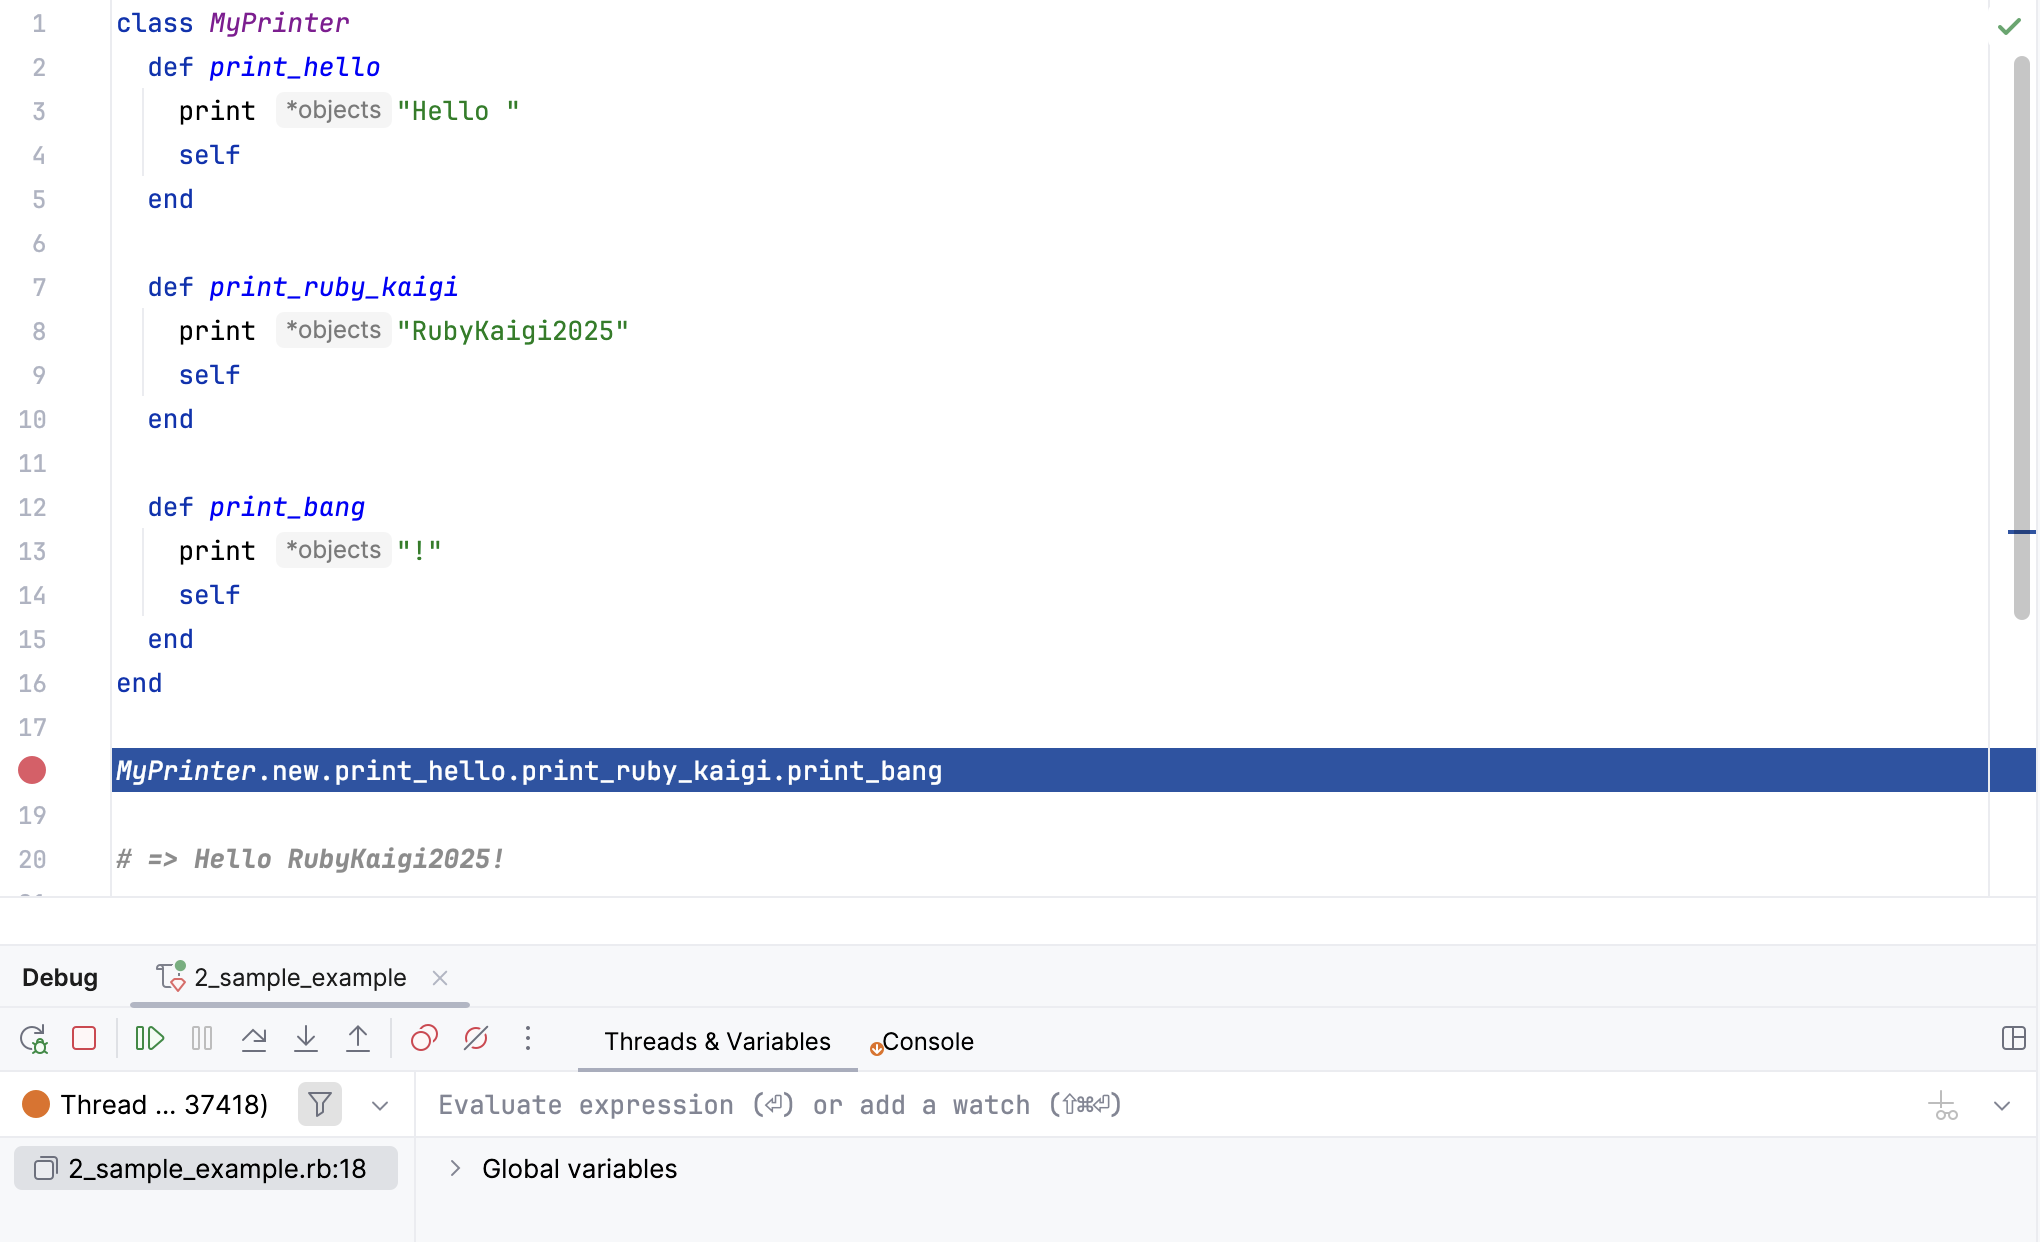 1 class MyPrinter
2 def print_hello
3 print *objects "Hello "
4 self
5 end
6
7 def print_ruby_kaigi
8 print *objects "RubyKaigi2025"
9 self
10 end
11
12 def print_bang
13 print *objects "!"
14 self
15 end
16 end
17
MyPrinter.new.print_hello.print_ruby_kaigi.print_bang
19
20 # => Hello RubyKaigi2025!
Debug 2_sample_example
Threads & Variables Console
Thread ... 37418) Evaluate expression (⏎) or add a watch (⇧⌘⏎)
2_sample_example.rb:18 Global variables